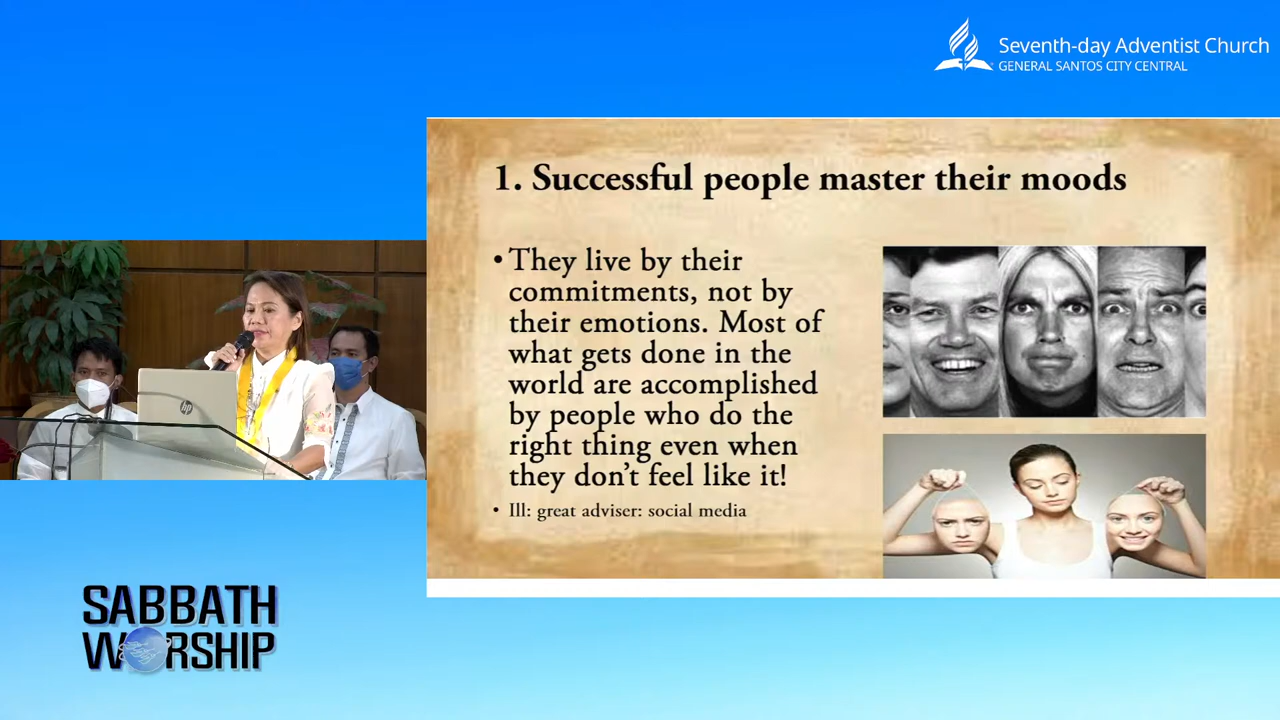 Seventh-day Adventist Church
GENERAL SANTOS CITY CENTRAL
1. Successful people master their moods
• They live by their
commitments, not by
their emotions. Most of
what gets done in the
world are accomplished
by people who do the
right thing even when
they don’t feel like it!
• Ill: great adviser: social media
hp
SABBATH
WORSHIP